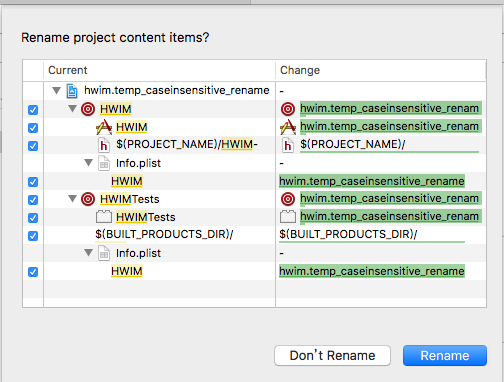 Rename project content items?
Current Change
hwim.temp_caseinsensitive_rename -
HWIM hwim.temp_caseinsensitive_renam
HWIM hwim.temp_caseinsensitive_renam
$(PROJECT_NAME)/HWIM- $(PROJECT_NAME)/
Info.plist -
HWIM hwim.temp_caseinsensitive_rename
HWIMTests hwim.temp_caseinsensitive_renam
HWIMTests hwim.temp_caseinsensitive_renam
$(BUILT_PRODUCTS_DIR)/ $(BUILT_PRODUCTS_DIR)/
Info.plist -
HWIM hwim.temp_caseinsensitive_rename
Don't Rename Rename